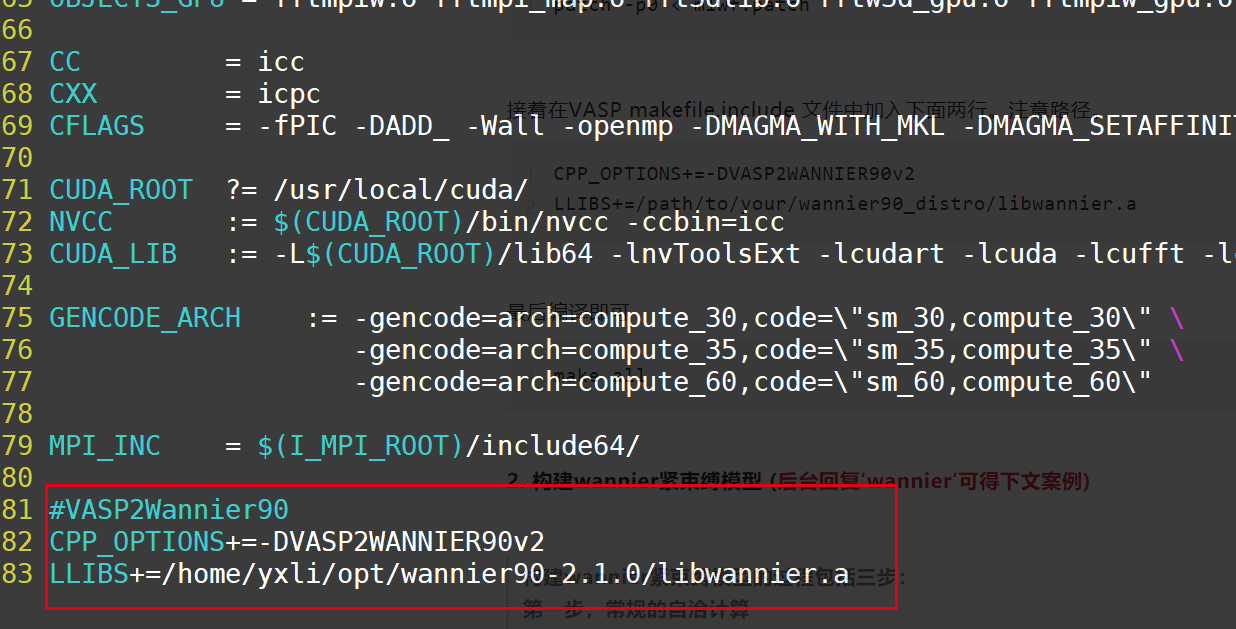 65 OBJECTS_GPU = fftmpiw.o fftmpi_map.o fft3dlib.o fftw3d_gpu.o fftmpiw_gpu.o
patch -p0 < mlwf.patch
66
67 CC = icc
68 CXX = icpc
接着在VASP makefile.include 文件中加入下面两行，注意路径
69 CFLAGS = -fPIC -DADD_ -Wall -openmp -DMAGMA_WITH_MKL -DMAGMA_SETAFFINIT
70
CPP_OPTIONS+=-DVASP2WANNIER90v2
71 CUDA_ROOT ?= /usr/local/cuda/
LLIBS+=/path/to/your/wannier90_distro/libwannier.a
72 NVCC := $(CUDA_ROOT)/bin/nvcc -ccbin=icc
73 CUDA_LIB := -L$(CUDA_ROOT)/lib64 -lnvToolsExt -lcudart -lcuda -lcufft
74
最后编译即可
75 GENCODE_ARCH := -gencode=arch=compute_30,code=\"sm_30,compute_30\" \
76 -gencode=arch=compute_35,code=\"sm_35,compute_35\" \
make all
77 -gencode=arch=compute_60,code=\"sm_60,compute_60\"
78
79 MPI_INC = $(I_MPI_ROOT)/include64/
80
2. 构建wannier紧束缚模型 (后台回复‘wannier’可得下文案例)
81 #VASP2Wannier90
82 CPP_OPTIONS+=-DVASP2WANNIER90v2
83 LLIBS+=/home/yxli/opt/wannier90-2.1.0/libwannier.a
第一步，常规的自洽计算